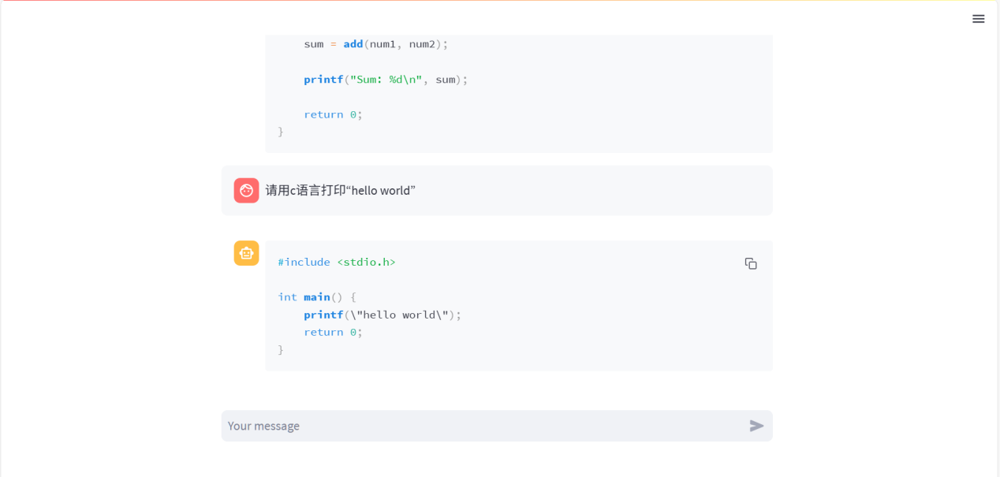 sum = add(num1, num2);
    printf("Sum: %d\n", sum);
    return 0;
}
请用c语言打印“hello world”
#include <stdio.h>
int main() {
    printf(\"hello world\");
    return 0;
}
Your message